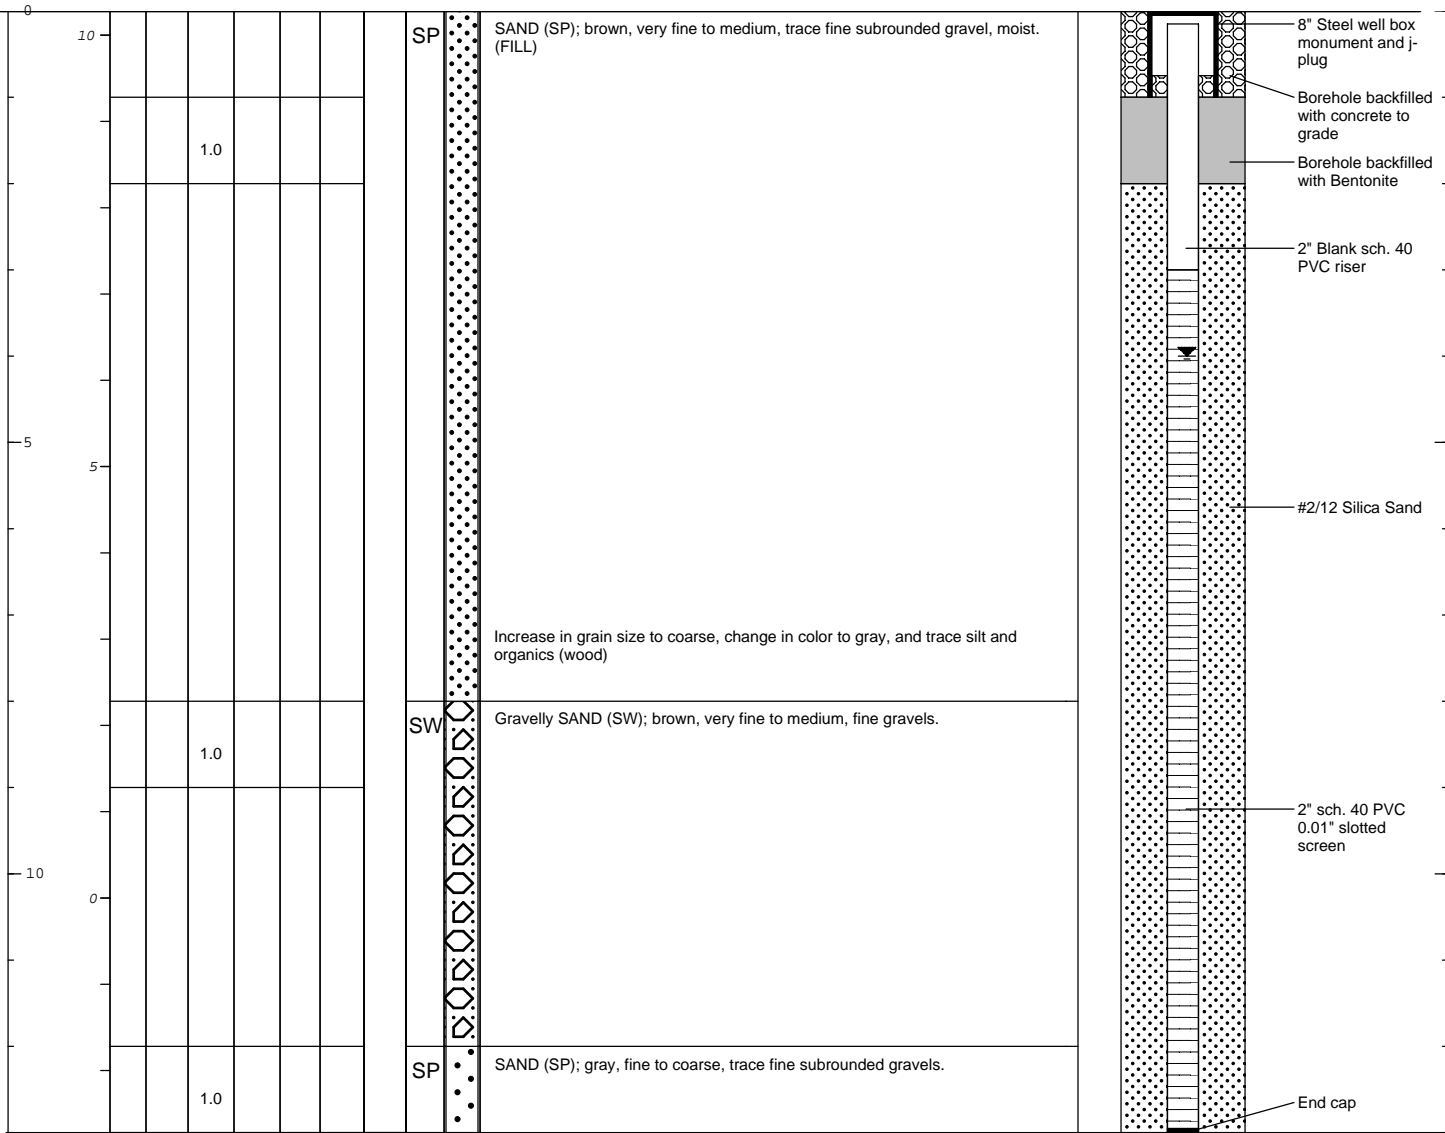 0
10
SP
SAND (SP); brown, very fine to medium, trace fine subrounded gravel, moist.
(FILL)
8" Steel well box
monument and j-
plug
Borehole backfilled
with concrete to
grade
1.0
Borehole backfilled
with Bentonite
2" Blank sch. 40
PVC riser
5
5
#2/12 Silica Sand
Increase in grain size to coarse, change in color to gray, and trace silt and
organics (wood)
SW
Gravelly SAND (SW); brown, very fine to medium, fine gravels.
1.0
2" sch. 40 PVC
0.01" slotted
screen
10
0
SP
SAND (SP); gray, fine to coarse, trace fine subrounded gravels.
1.0
End cap